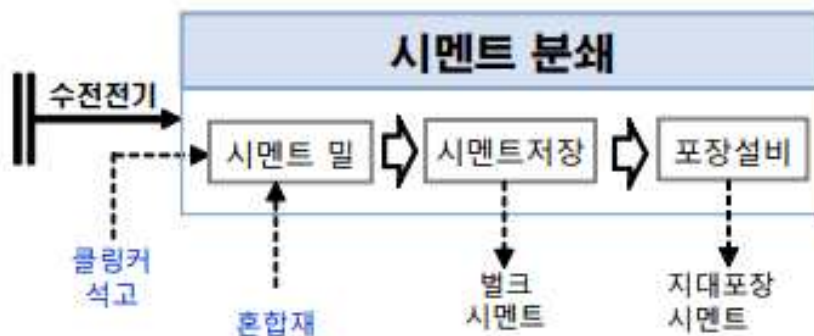 시멘트 분쇄
수전전기
시멘트 밀
시멘트저장
포장설비
클링커
석고
혼합재
벌크
시멘트
지대포장
시멘트